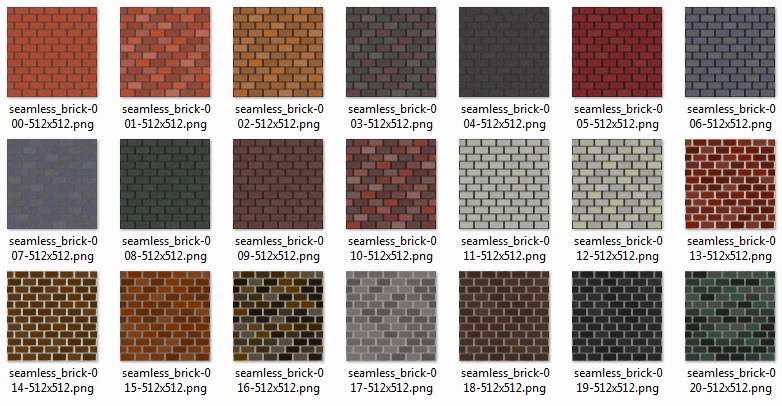 seamless_brick-0 seamless_brick-0 seamless_brick-0 seamless_brick-0 seamless_brick-0 seamless_brick-0 seamless_brick-0
00-512x512.png 01-512x512.png 02-512x512.png 03-512x512.png 04-512x512.png 05-512x512.png 06-512x512.png
seamless_brick-0 seamless_brick-0 seamless_brick-0 seamless_brick-0 seamless_brick-0 seamless_brick-0 seamless_brick-0
07-512x512.png 08-512x512.png 09-512x512.png 10-512x512.png 11-512x512.png 12-512x512.png 13-512x512.png
seamless_brick-0 seamless_brick-0 seamless_brick-0 seamless_brick-0 seamless_brick-0 seamless_brick-0 seamless_brick-0
14-512x512.png 15-512x512.png 16-512x512.png 17-512x512.png 18-512x512.png 19-512x512.png 20-512x512.png